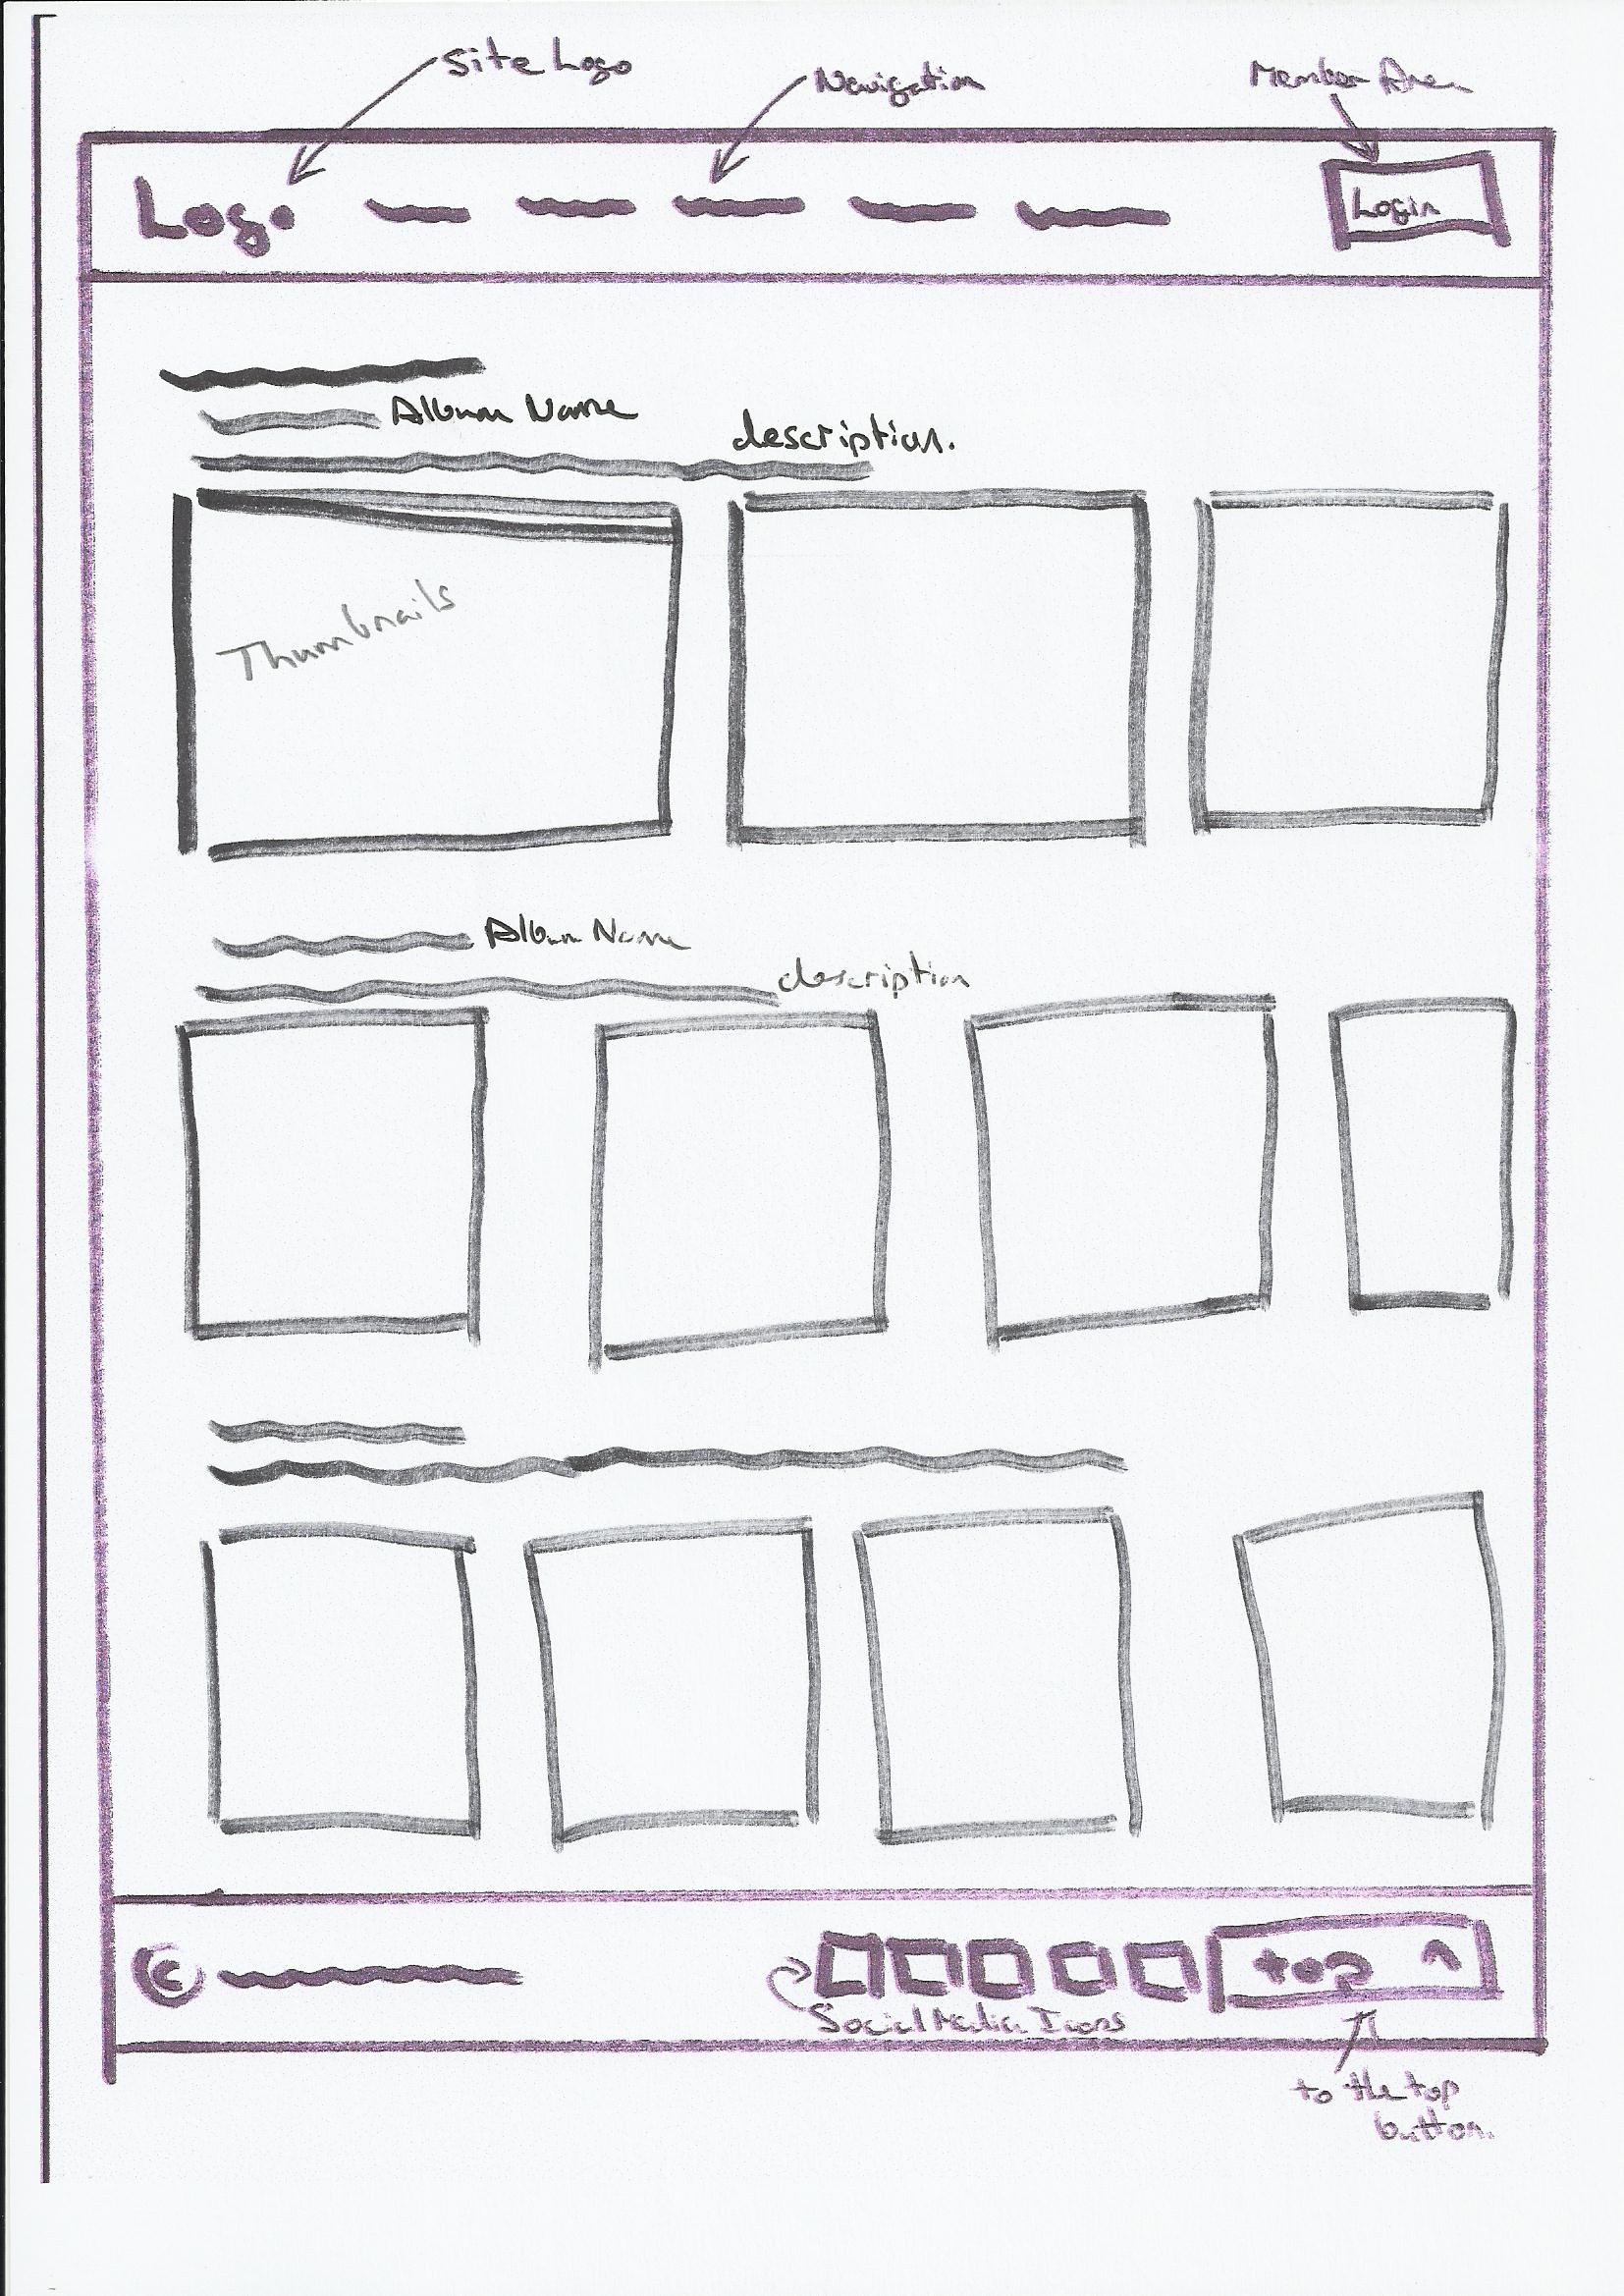 Site Logo
Navigation
Member Area
Logo
Login
Album Name
description.
Thumbnails
Album Name
description
© top ^
Social Media Icons
to the top
button.